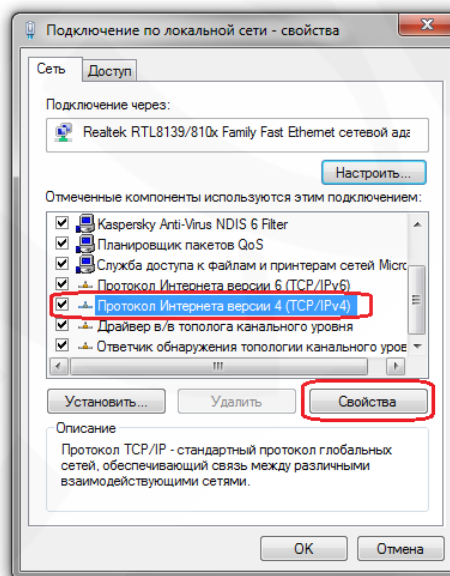 Подключение по локальной сети - свойства
Сеть Доступ
Подключение через:
Realtek RTL8139/810x Family Fast Ethernet сетевой ада
Настроить...
Отмеченные компоненты используются этим подключением:
Kaspersky Anti-Virus NDIS 6 Filter
Планировщик пакетов QoS
Служба доступа к файлам и принтерам сетей Micro
Протокол Интернета версии 6 (TCP/IPv6)
Протокол Интернета версии 4 (TCP/IPv4)
Драйвер в/в тополога канального уровня
Ответчик обнаружения топологии канального уров
Установить... Удалить Свойства
Описание
Протокол TCP/IP - стандартный протокол глобальных
сетей, обеспечивающий связь между различными
взаимодействующими сетями.
OK Отмена